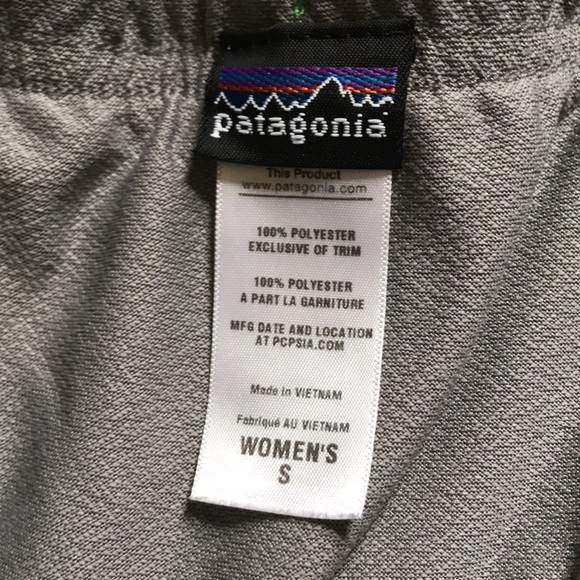 patagonia
This Product
www.patagonia.com
100% POLYESTER
EXCLUSIVE OF TRIM
100% POLYESTER
A PART LA GARNITURE
MFG DATE AND LOCATION
AT PCPSIA.COM
Made in VIETNAM
Fabriqué AU VIETNAM
WOMEN'S
S